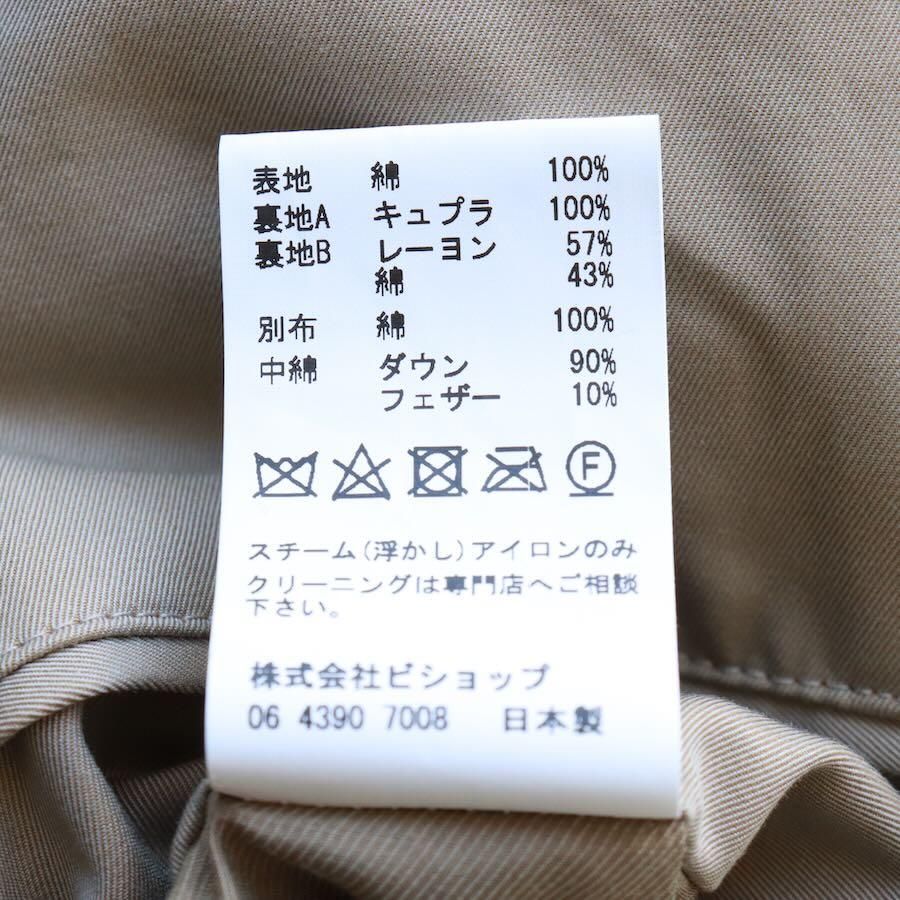 表地 綿 100%
裏地A キュプラ 100%
裏地B レーヨン 57%
綿 43%
別布 綿 100%
中綿 ダウン 90%
フェザー 10%
F
スチーム(浮かし)アイロンのみ
クリーニングは専門店へご相談
下さい。
株式会社ビショップ
06 4390 7008 日本製